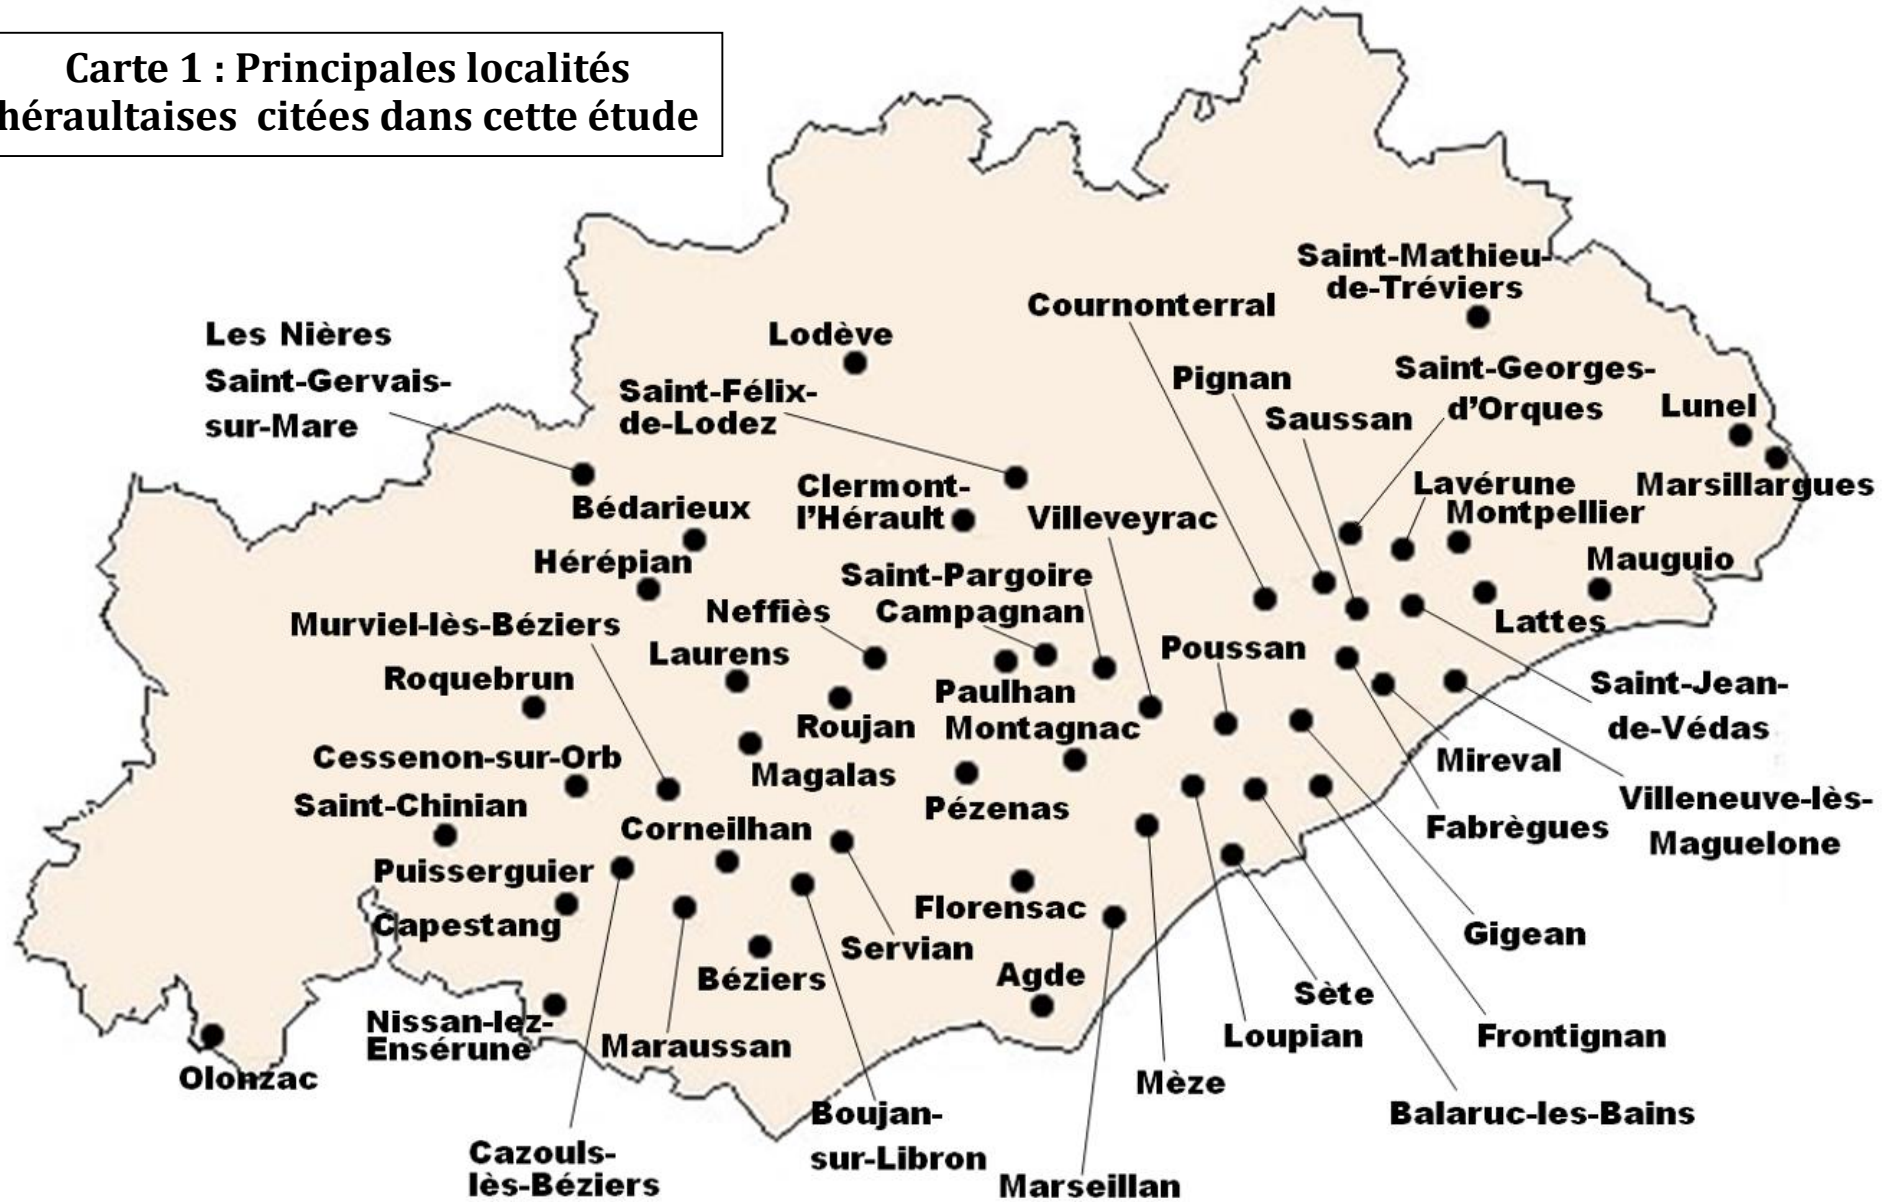 Carte 1 : Principales localités
héraultaises citées dans cette étude
Saint-Mathieu-
de-Tréviers
Cournonterral
Les Nières
Saint-Gervais-
sur-Mare
Lodève
Saint-Félix-
de-Lodez
Pignan
Saint-Georges-
d'Orques
Saussan
Lunel
Marsillargues
Clermont-
l'Hérault
Bédarieux
Villeveyrac
Lavérune
Montpellier
Hérépian
Saint-Pargoire
Mauguio
Murviel-lès-Béziers
Neffiès
Campagnan
Lattes
Laurens
Poussan
Roquebrun
Paulhan
Saint-Jean-
de-Védas
Roujan
Montagnac
Cessenon-sur-Orb
Magalas
Mireval
Saint-Chinian
Pézenas
Villeneuve-lès-
Maguelone
Corneilhan
Fabrègues
Puisserguier
Capestang
Florensac
Servian
Gigean
Béziers
Agde
Sète
Nissan-lez-
Ensérune
Maraussan
Loupian
Frontignan
Olonzac
Mèze
Boujan-
sur-Libron
Balaruc-les-Bains
Cazouls-
lès-Béziers
Marseillan